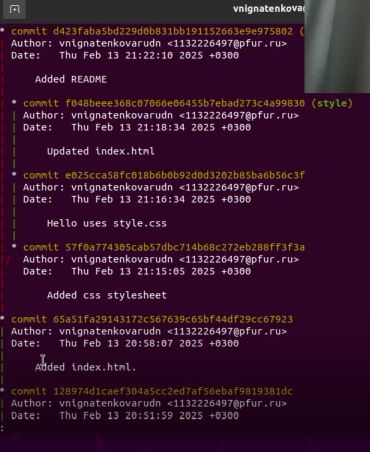 vnignatenkova
* commit d423faba5bd229d0b831bb191152663e9e975802 (
| Author: vnignatenkovarudn <1132226497@pfur.ru>
| Date:   Thu Feb 13 21:22:10 2025 +0300
|
|     Added README
|
| * commit f048beee368c07066e06455b7ebad273c4a99830 (style)
| | Author: vnignatenkovarudn <1132226497@pfur.ru>
| | Date:   Thu Feb 13 21:18:34 2025 +0300
| |
| |     Updated index.html
| |
| * commit e025cca58fc018b6b0b92d0d3202b85ba6b56c3f
| | Author: vnignatenkovarudn <1132226497@pfur.ru>
| | Date:   Thu Feb 13 21:16:34 2025 +0300
| |
| |     Hello uses style.css
| |
| * commit 57f0a774305cab57dbc714b68c272eb288ff3f3a
|/  Author: vnignatenkovarudn <1132226497@pfur.ru>
|   Date:   Thu Feb 13 21:15:05 2025 +0300
|
|       Added css stylesheet
|
* commit 65a51fa29143172c567639c65bf44df29cc67923
| Author: vnignatenkovarudn <1132226497@pfur.ru>
| Date:   Thu Feb 13 20:58:07 2025 +0300
|
|     Added index.html.
|
* commit 128974d1caef304a5cc2ed7af56ebaf9819381dc
| Author: vnignatenkovarudn <1132226497@pfur.ru>
| Date:   Thu Feb 13 20:51:59 2025 +0300
: